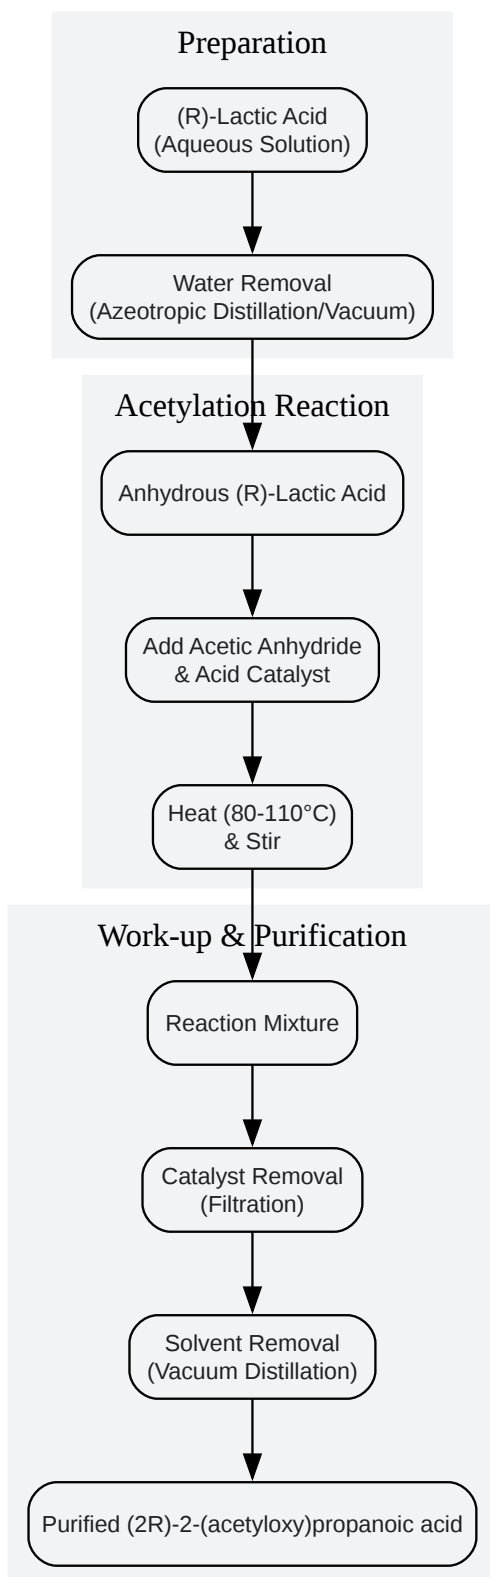 Preparation
(R)-Lactic Acid
(Aqueous Solution)
Water Removal
(Azeotropic Distillation/Vacuum)
Acetylation Reaction
Anhydrous (R)-Lactic Acid
Add Acetic Anhydride
& Acid Catalyst
Heat (80-110°C)
& Stir
Work-up & Purification
Reaction Mixture
Catalyst Removal
(Filtration)
Solvent Removal
(Vacuum Distillation)
Purified (2R)-2-(acetyloxy)propanoic acid